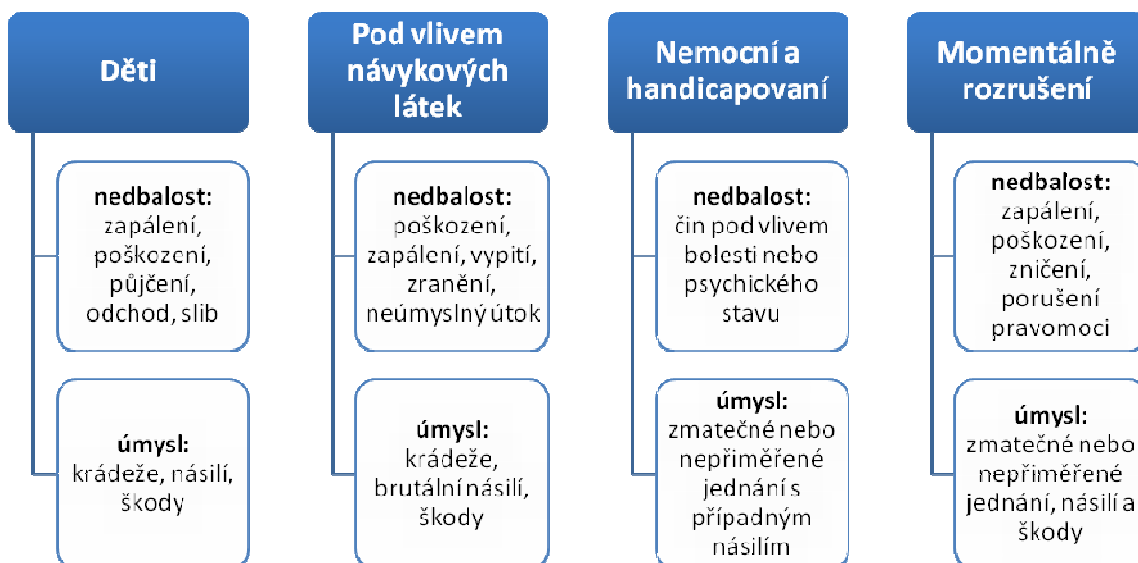 Děti
nedbalost:
zapálení,
poškození,
půjčení,
odchod, slib
úmysl:
krádeže, násilí,
škody
Pod vlivem
návykových
látek
nedbalost:
poškození,
zapálení, vypití,
zranění,
neúmyslný útok
úmysl:
krádeže,
brutální násilí,
škody
Nemocní a
handicapovaní
nedbalost:
čin pod vlivem
bolesti nebo
psychického
stavu
úmysl:
zmatečné nebo
nepřiměřené
jednání s
případným
násilím
Momentálně
rozrušení
nedbalost:
zapálení,
poškození,
zničení,
porušení
pravomoci
úmysl:
zmatečné nebo
nepřiměřené
jednání, násilí a
škody